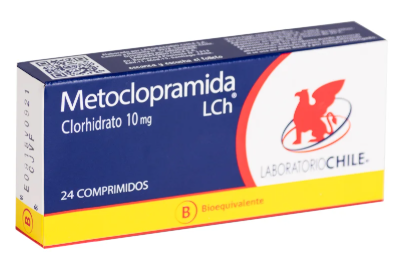 Metoclopramida
LCh®
Clorhidrato 10 mg
24 COMPRIMIDOS
LABORATORIO CHILE
B Bioequivalente
B